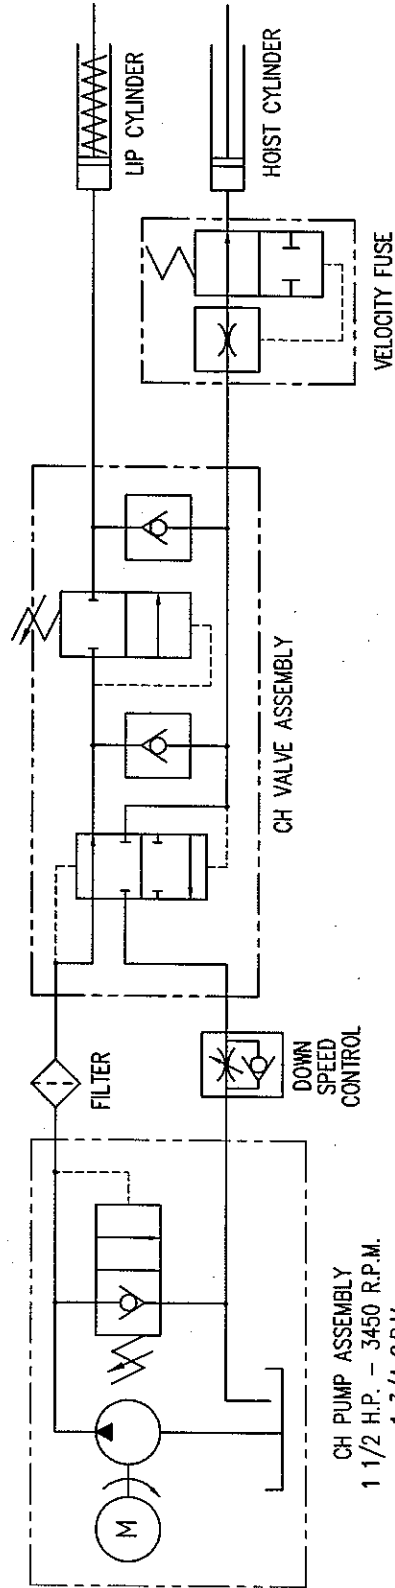 LIP CYLINDER
HOIST CYLINDER
VELOCITY FUSE
CH VALVE ASSEMBLY
FILTER
DOWN
SPEED
CONTROL
M
CH PUMP ASSEMBLY
1 1/2 H.P. - 3450 R.P.M.